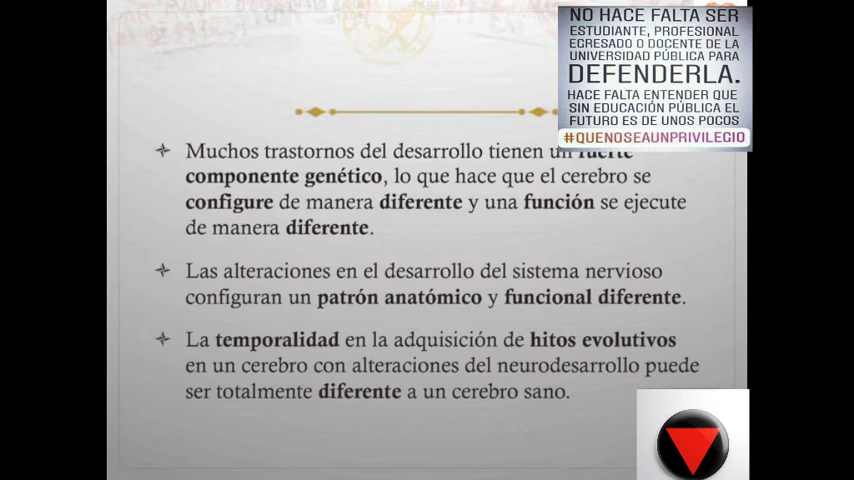 NO HACE FALTA SER
ESTUDIANTE, PROFESIONAL
EGRESADO O DOCENTE DE LA
UNIVERSIDAD PÚBLICA PARA
DEFENDERLA.
HACE FALTA ENTENDER QUE
SIN EDUCACIÓN PÚBLICA EL
FUTURO ES DE UNOS POCOS
#QUENOSEAUNPRIVILEGIO
Muchos trastornos del desarrollo tienen un fuerte
componente genético, lo que hace que el cerebro se
configure de manera diferente y una función se ejecute
de manera diferente.
Las alteraciones en el desarrollo del sistema nervioso
configuran un patrón anatómico y funcional diferente.
La temporalidad en la adquisición de hitos evolutivos
en un cerebro con alteraciones del neurodesarrollo puede
ser totalmente diferente a un cerebro sano.